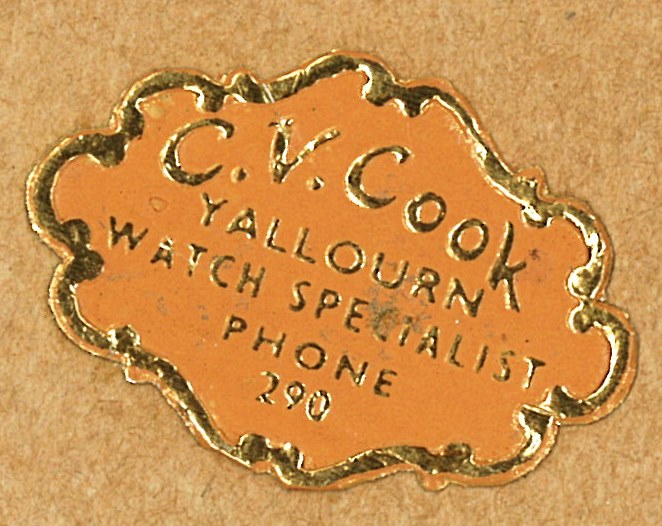 C. V. Cook
YALLOURN
WATCH SPECIALIST
PHONE
290